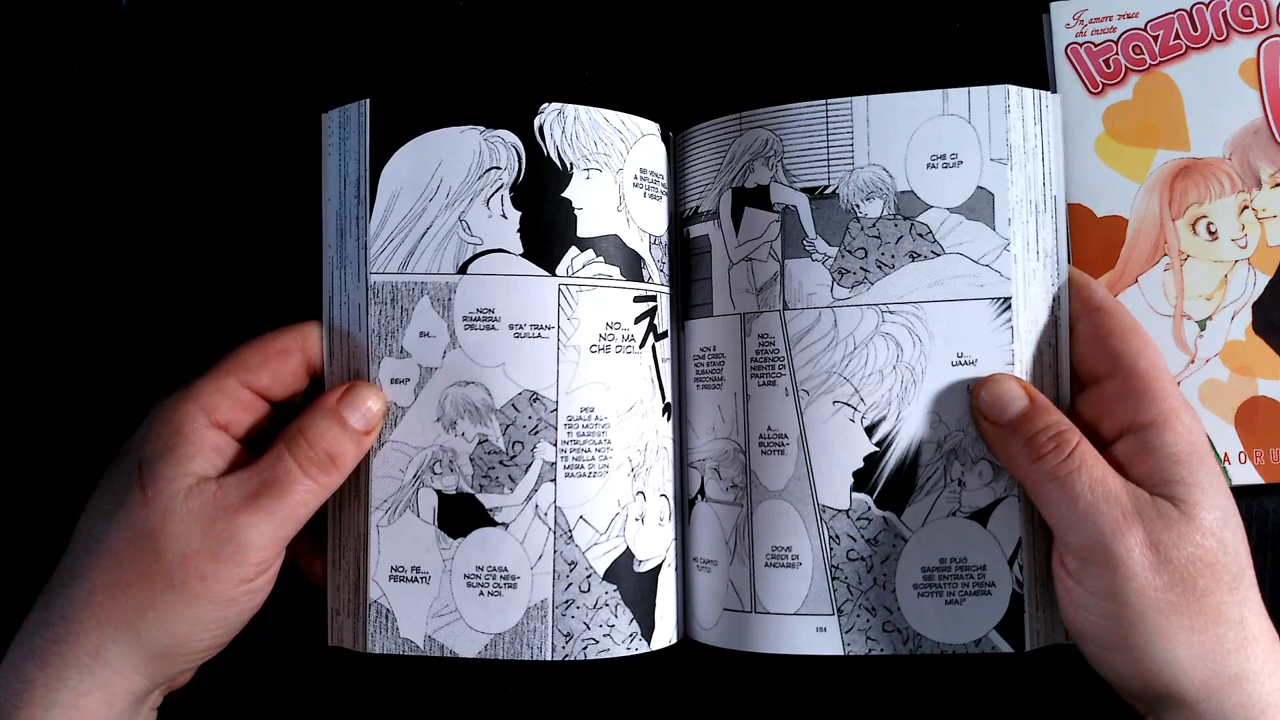 CHE CI
FAI QUI?
U...
UAAH!
SI PUÒ
SAPERE PERCHÉ
SEI ENTRATA DI
SOPPIATTO IN PIENA
NOTTE IN CAMERA
MIA?
NO...
...NON
STAVO
FACENDO
NIENTE DI
PARTICO-
LARE.
A...
ALLORA
BUONA-
NOTTE.
DOVE
CREDI DI
ANDARE?
NON È
COME CREDI,
NON STAVO
RUBANDO!
PERDONAMI,
TI PREGO!
HO CAPITO
TUTTO!
184
SEI VENUTA
A INFILARTI NEL
MIO LETTO, NON
È VERO?
NO...
NO, MA
CHE DICI...
PER
QUALE AL-
TRO MOTIVO
TI SARESTI
INTRUFOLATA
IN PIENA NOT-
TE NELLA CA-
MERA DI UN
RAGAZZO?
STA' TRAN-
QUILLA...
...NON
RIMARRAI
DELUSA.
EH...
EEH?
IN CASA
NON C'È NES-
SUNO OLTRE
A NOI.
NO, FE...
FERMATI!
In amore vince
chi insiste
Itazura
AORU